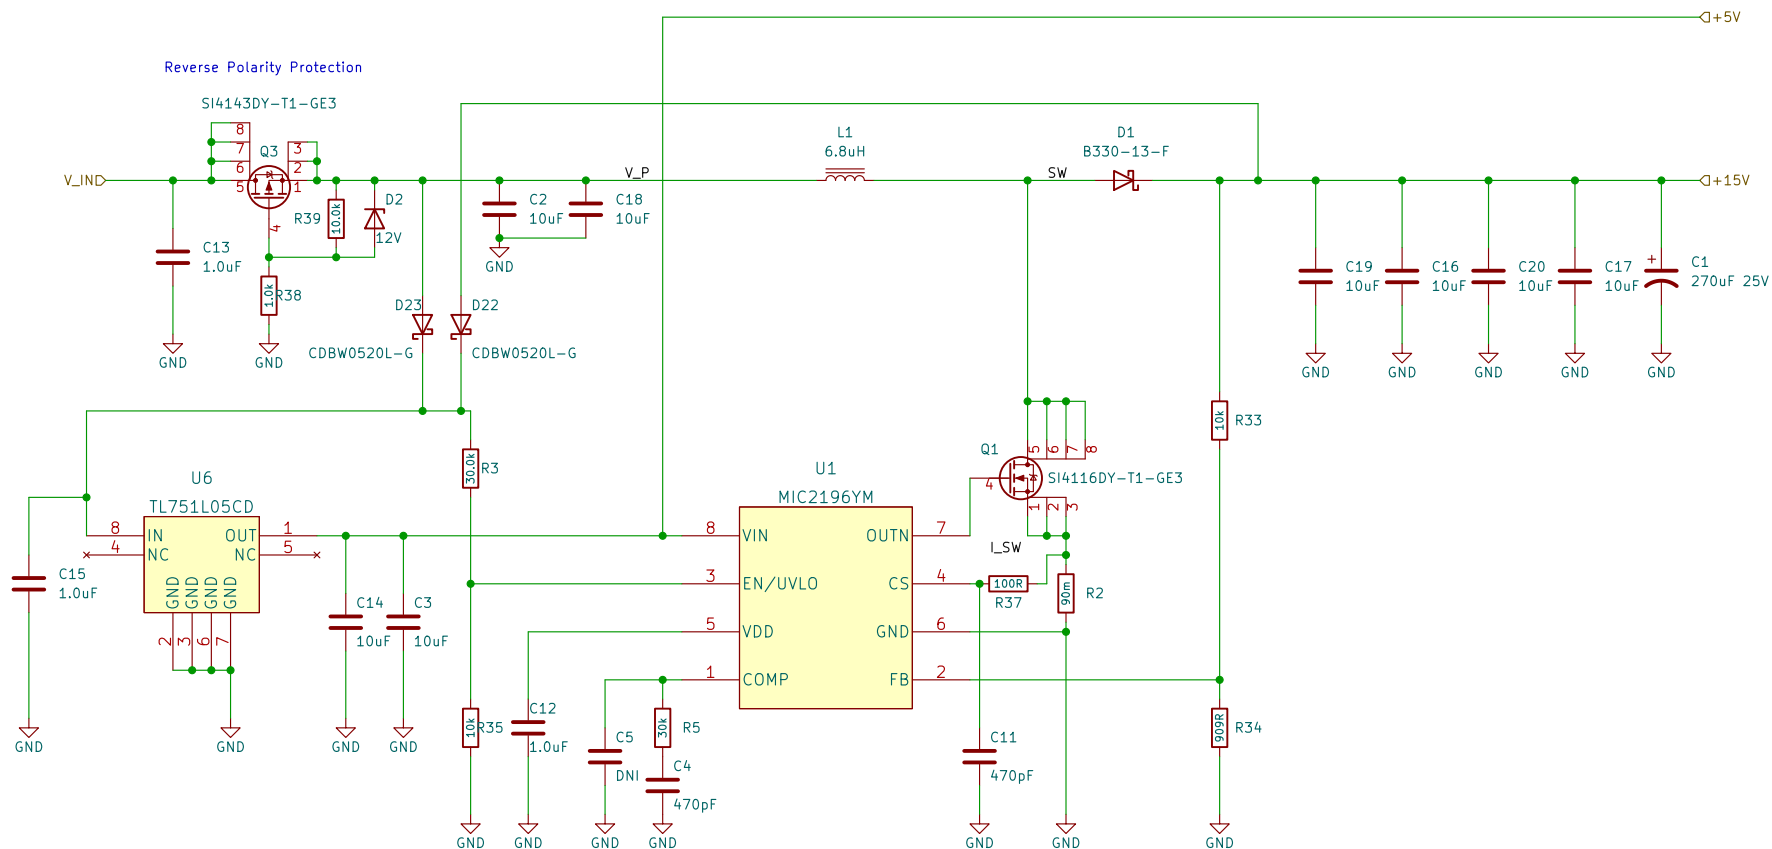 +5V
Reverse Polarity Protection
SI4143DY-T1-GE3
8
7
6
5
Q3
3
2
1
4
V_IN
R39
10.0k
D2
12V
C13
1.0uF
R38
1.0k
GND
GND
C2
10uF
C18
10uF
GND
V_P
L1
6.8uH
SW
D1
B330-13-F
+15V
C19
10uF
C16
10uF
C20
10uF
C17
10uF
+
C1
270uF 25V
GND
GND
GND
GND
GND
D23
CDBW0520L-G
D22
CDBW0520L-G
R3
30.0k
R33
10k
Q1
SI4116DY-T1-GE3
5
6
7
8
4
1
2
3
U6
TL751L05CD
8
IN
4
NC
OUT
1
NC
5
GND
GND
GND
GND
2
3
6
7
C15
1.0uF
C14
10uF
C3
10uF
U1
MIC2196YM
8
VIN
3
EN/UVLO
5
VDD
1
COMP
OUTN
7
CS
4
GND
6
FB
2
I_SW
100R
R37
90m
R2
R35
10k
C12
1.0uF
C5
DNI
R5
30k
C4
470pF
C11
470pF
R34
909R
GND
GND
GND
GND
GND
GND
GND
GND
GND
GND
GND